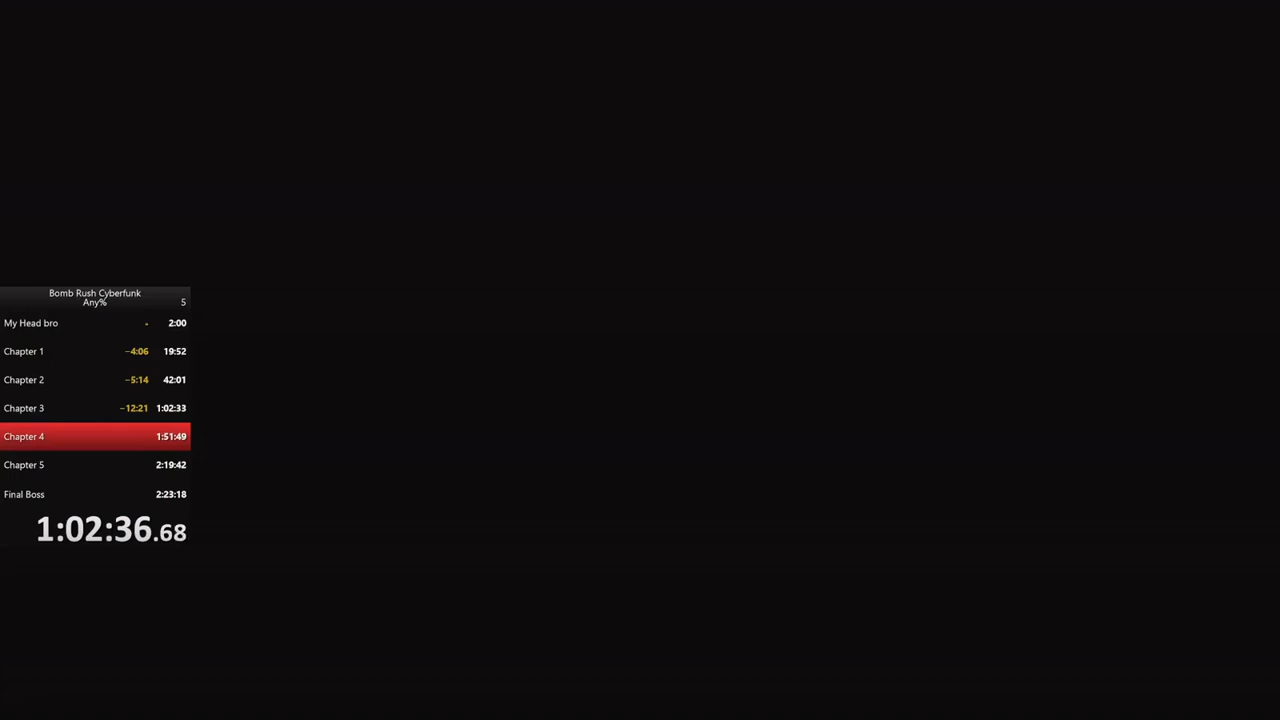 Bomb Rush Cyberfunk
Any% 5
My Head bro - 2:00
Chapter 1 −4:06 19:52
Chapter 2 −5:14 42:01
Chapter 3 −12:21 1:02:33
Chapter 4 1:51:49
Chapter 5 2:19:42
Final Boss 2:23:18
1:02:36.68